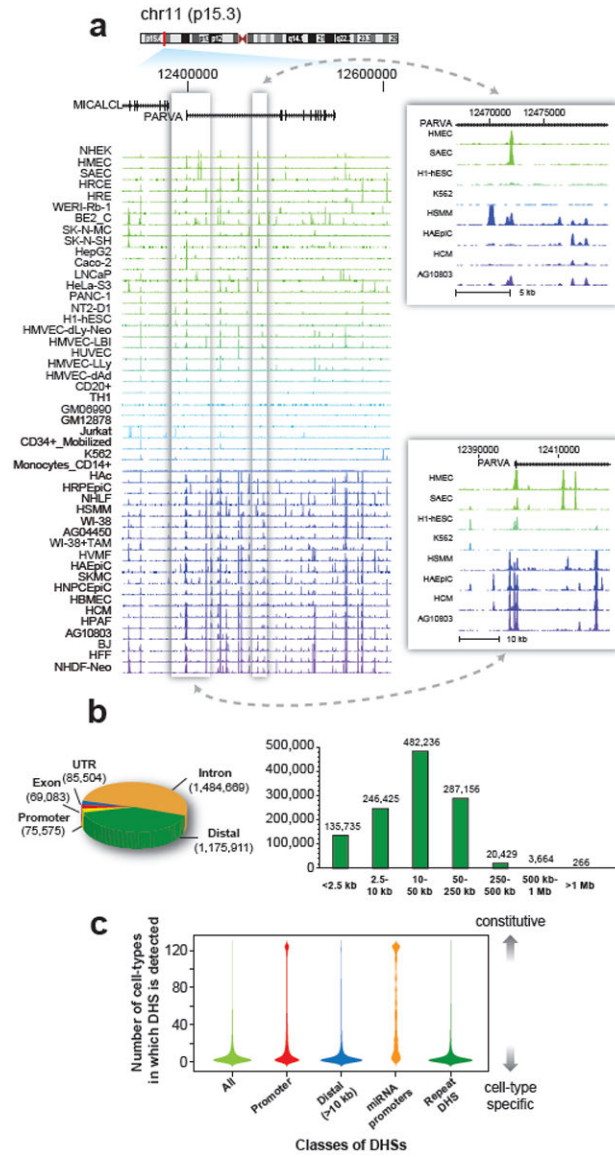 a
chr11 (p15.3)
p15.4 p12 q14.1 q22.3 23.3 25
12400000 12600000
MICALCL
PARVA
NHEK
HMEC
SAEC
HRCE
HRE
WERI-Rb-1
BE2_C
SK-N-MC
SK-N-SH
HepG2
Caco-2
LNCaP
HeLa-S3
PANC-1
NT2-D1
H1-hESC
HMVEC-dLy-Neo
HMVEC-LBl
HUVEC
HMVEC-LLy
HMVEC-dAd
CD20+
TH1
GM06990
GM12878
Jurkat
CD34+_Mobilized
K562
Monocytes_CD14+
HAc
HRPEpiC
NHLF
HSMM
WI-38
AG04450
WI-38+TAM
HVMF
HAEpiC
SKMC
HNPCEpiC
HBMEC
HCM
HPAF
AG10803
BJ
HFF
NHDF-Neo
12470000 12475000
PARVA
HMEC
SAEC
H1-hESC
K562
HSMM
HAEpiC
HCM
AG10803
5 kb
12390000 12410000
PARVA
HMEC
SAEC
H1-hESC
K562
HSMM
HAEpiC
HCM
AG10803
10 kb
b
UTR
(85,504)
Exon
(69,083)
Promoter
(75,575)
Intron
(1,484,669)
Distal
(1,175,911)
500,000
400,000
300,000
200,000
100,000
0
135,735
246,425
482,236
287,156
20,429
3,664
266
<2.5 kb
2.5-
10 kb
10-
50 kb
50-
250 kb
250-
500 kb
500 kb-
1 Mb
>1 Mb
c
Number of cell-types
in which DHS is detected
120
80
40
0
All
Promoter
Distal
(>10 kb)
miRNA
promoters
Repeat
DHS
Classes of DHSs
constitutive
cell-type
specific